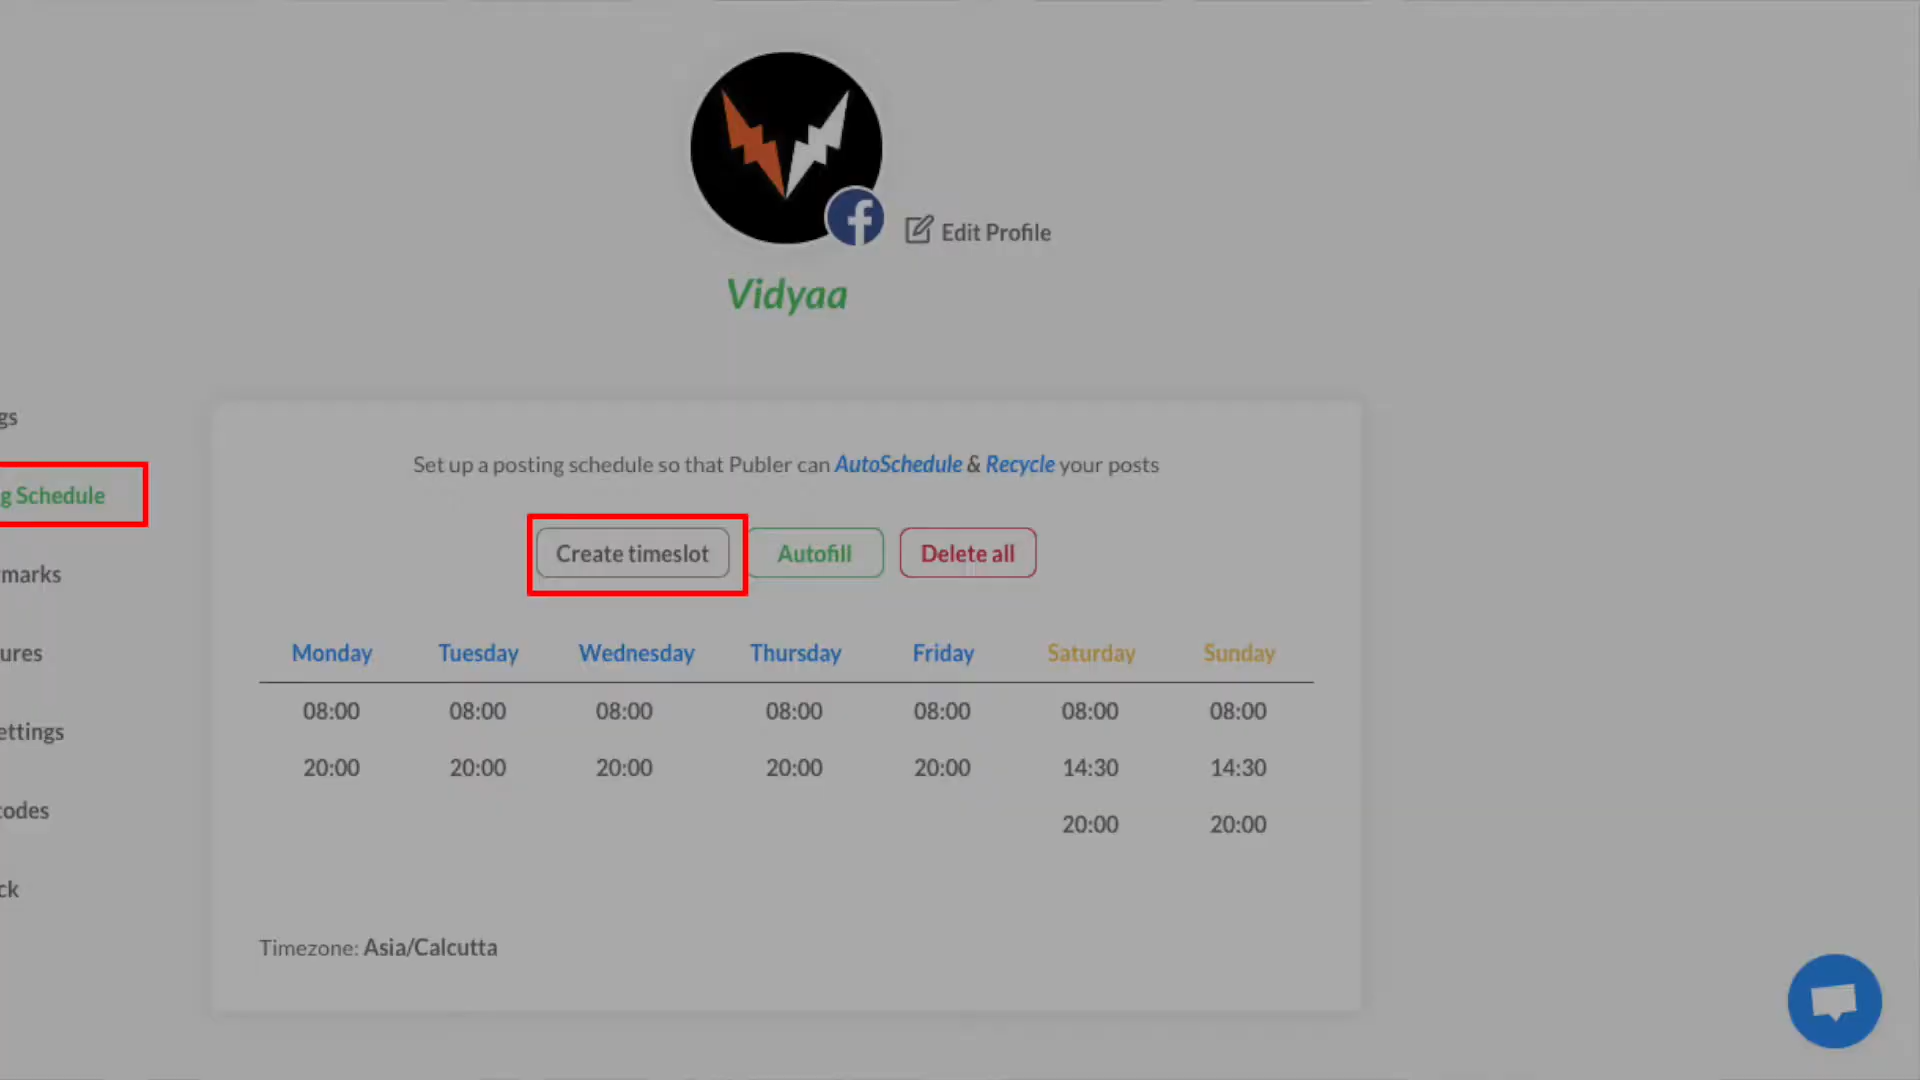 Edit Profile
Vidyaa
gs
g Schedule
marks
ures
ettings
codes
ck
Set up a posting schedule so that Publer can AutoSchedule & Recycle your posts
Create timeslot Autofill Delete all
Monday Tuesday Wednesday Thursday Friday Saturday Sunday
08:00 08:00 08:00 08:00 08:00 08:00 08:00
20:00 20:00 20:00 20:00 20:00 14:30 14:30
20:00 20:00
Timezone: Asia/Calcutta